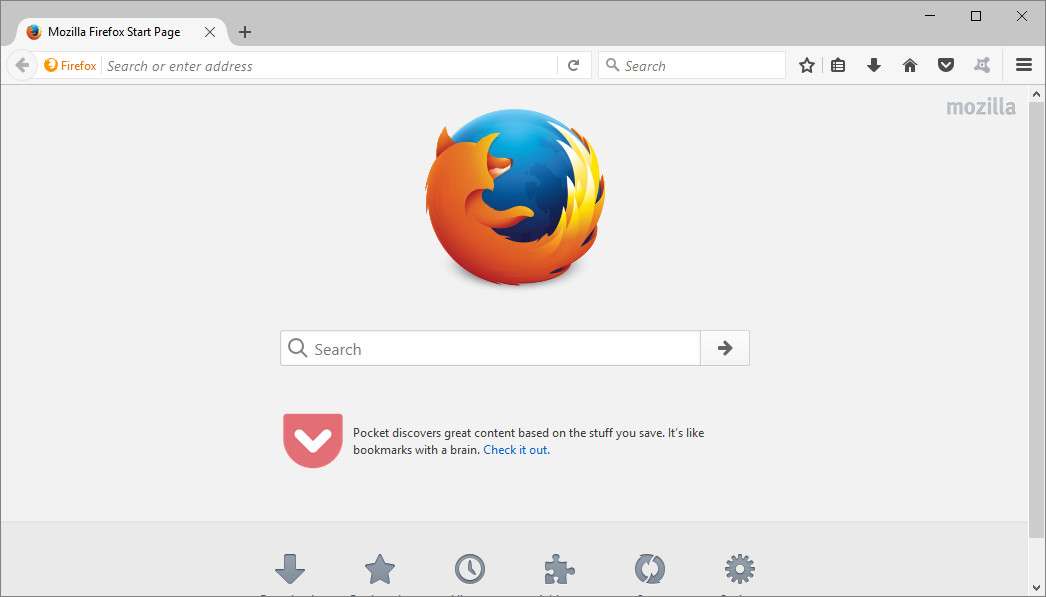 Mozilla Firefox Start Page
Firefox
Search or enter address
Search
mozilla
Search
Pocket discovers great content based on the stuff you save. It's like
bookmarks with a brain. Check it out.